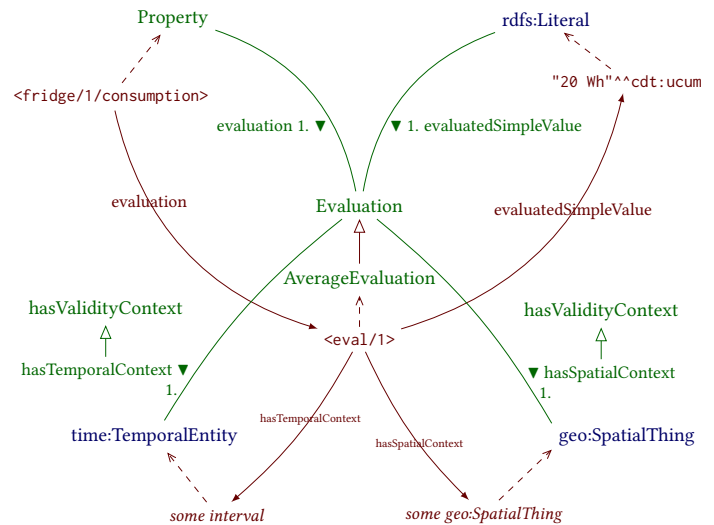 Property
rdfs:Literal
"20 Wh"^^cdt:ucum
<fridge/1/consumption>
evaluation 1. ▼
▼ 1. evaluatedSimpleValue
evaluation
Evaluation
evaluatedSimpleValue
AverageEvaluation
hasValidityContext
hasValidityContext
<eval/1>
hasTemporalContext ▼
1.
▼ hasSpatialContext
1.
hasTemporalContext
time:TemporalEntity
hasSpatialContext
geo:SpatialThing
some interval
some geo:SpatialThing